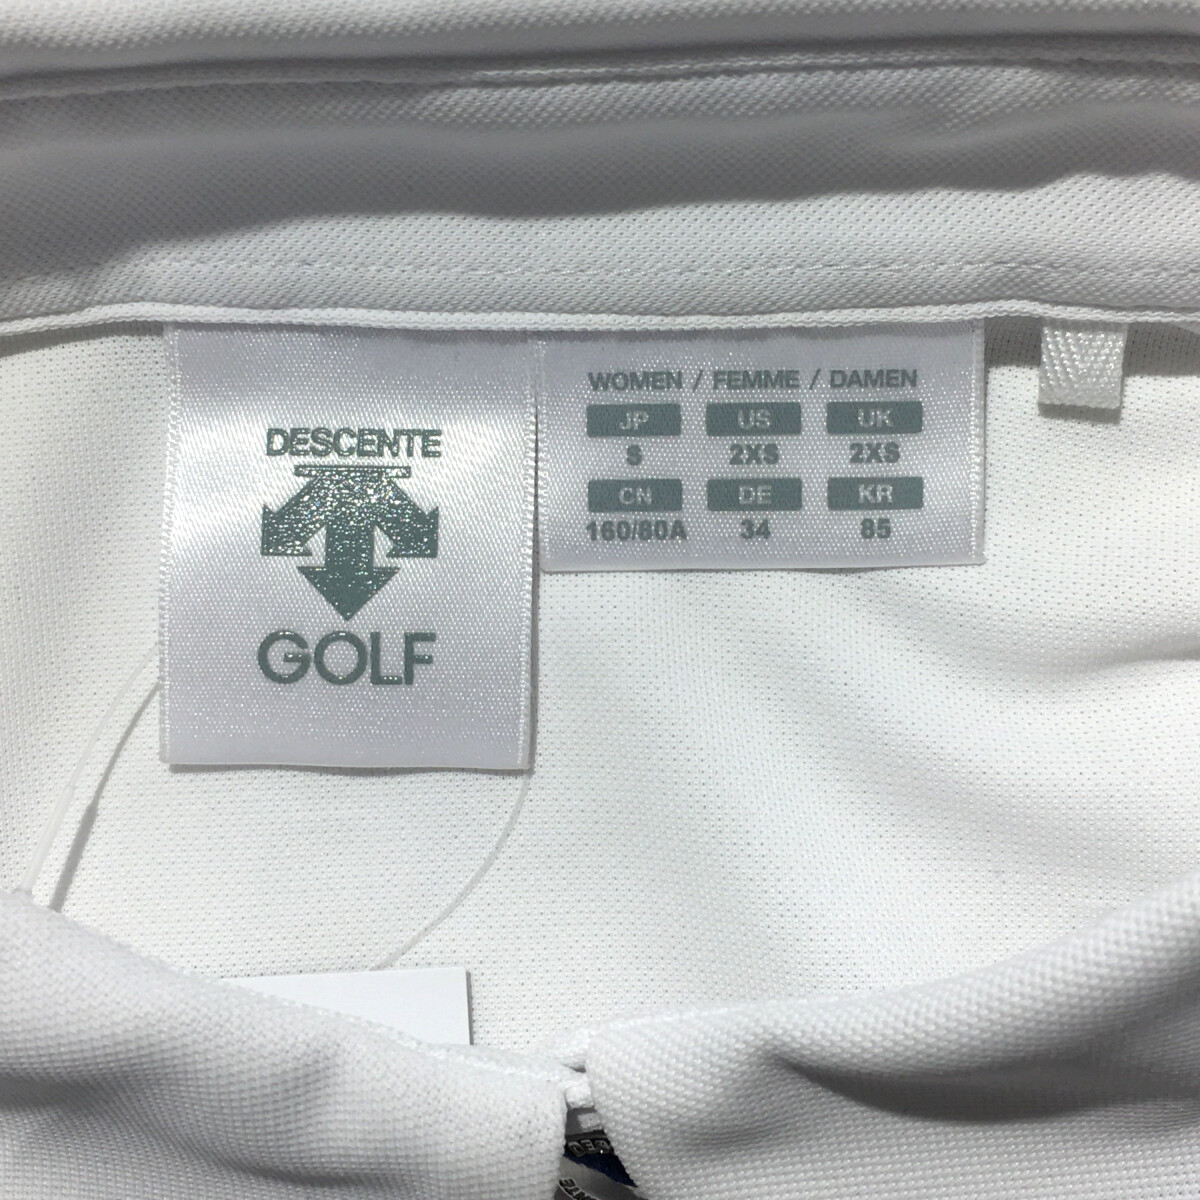 DESCENTE
GOLF
WOMEN / FEMME / DAMEN
JP US UK
S 2XS 2XS
CN DE KR
160/80A 34 85